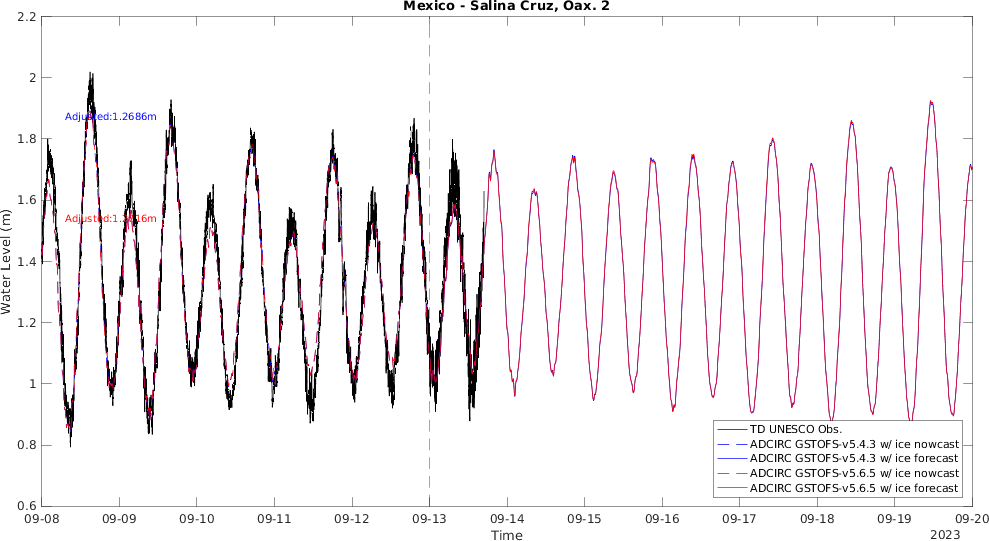 Mexico - Salina Cruz, Oax. 2
2.2
2
1.8
1.6
1.4
1.2
1
0.8
0.6
Water Level (m)
Adjusted:1.2686m
09-08
09-09
09-10
09-11
09-12
09-13
09-14
09-15
09-16
09-17
09-18
09-19
09-20
Time
2023
TD UNESCO Obs.
ADCIRC GSTOFS-v5.4.3 w/ ice nowcast
ADCIRC GSTOFS-v5.4.3 w/ ice forecast
ADCIRC GSTOFS-v5.6.5 w/ ice nowcast
ADCIRC GSTOFS-v5.6.5 w/ ice forecast